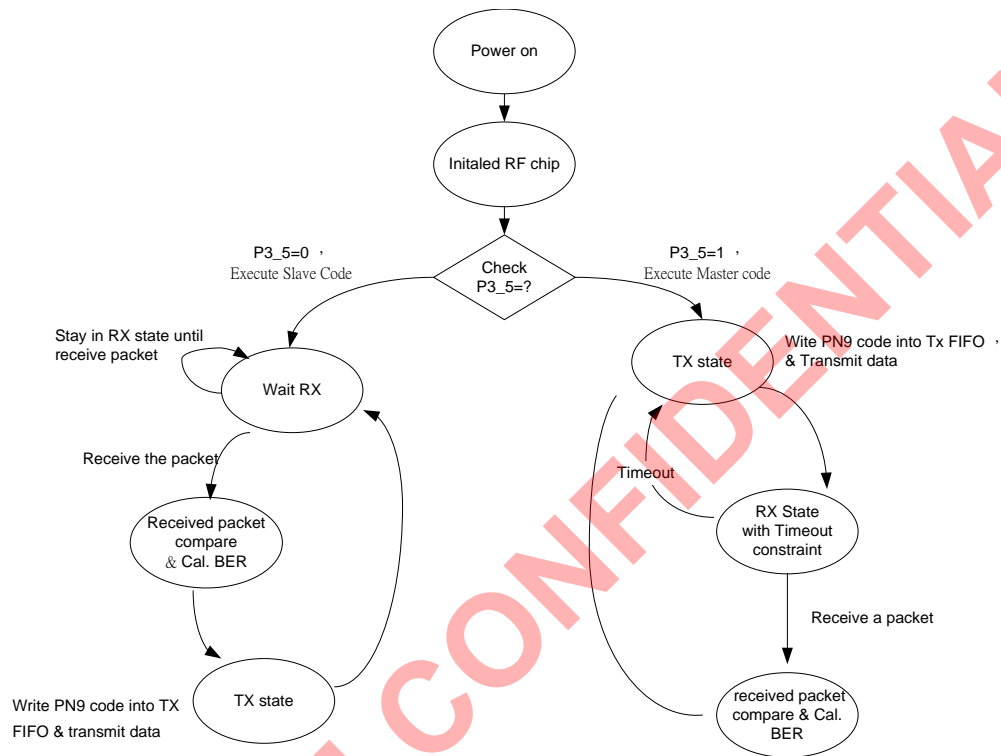 Power on
Initaled RF chip
P3_5=0 ，
Execute Slave Code
Check
P3_5=?
P3_5=1 ，
Execute Master code
Stay in RX state until
receive packet
Wait RX
TX state
Wite PN9 code into Tx FIFO ，
& Transmit data
Receive the packet
Timeout
Received packet
compare
& Cal. BER
RX State
with Timeout
constraint
Receive a packet
Write PN9 code into TX
FIFO & transmit data
TX state
received packet
compare & Cal.
BER
CONFIDENTIA